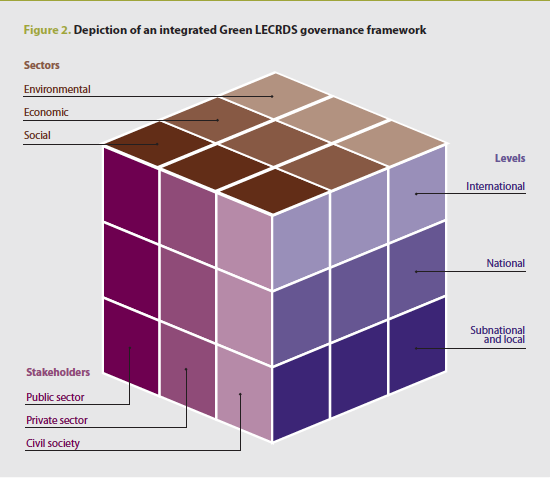 Figure 2. Depiction of an integrated Green LECRDS governance framework
Sectors
Environmental
Economic
Social
Levels
International
National
Subnational
and local
Stakeholders
Public sector
Private sector
Civil society